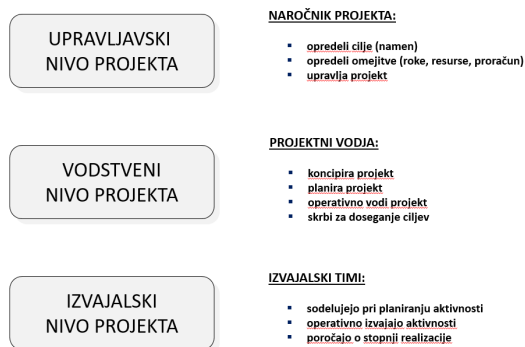 UPRAVLJAVSKI
NIVO PROJEKTA
NAROČNIK PROJEKTA:
▪ opredeli cilje (namen)
▪ opredeli omejitve (roke, resurse, proračun)
▪ upravlja projekt
VODSTVENI
NIVO PROJEKTA
PROJEKTNI VODJA:
▪ koncipira projekt
▪ planira projekt
▪ operativno vodi projekt
▪ skrbi za doseganje ciljev
IZVAJALSKI
NIVO PROJEKTA
IZVAJALSKI TIMI:
▪ sodelujejo pri planiranju aktivnosti
▪ operativno izvajajo aktivnosti
▪ poročajo o stopnji realizacije